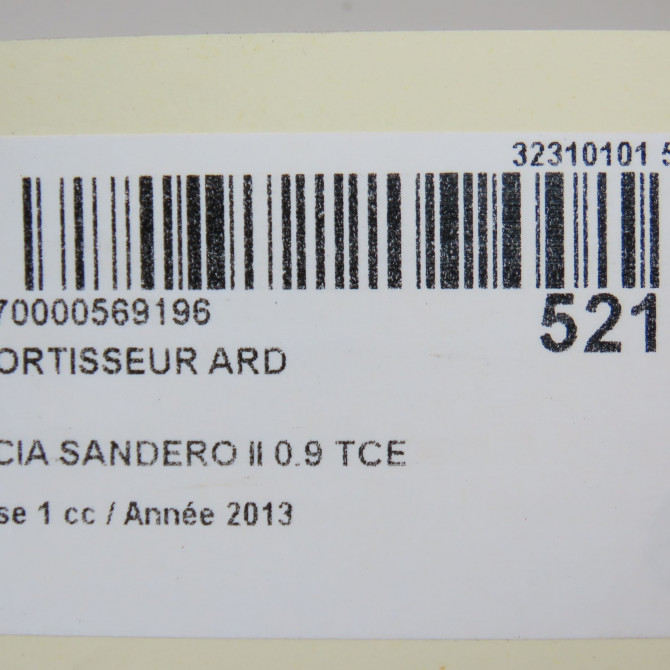 32310101 5
70000569196
521
ORTISSEUR ARD
CIA SANDERO II 0.9 TCE
se 1 cc / Année 2013